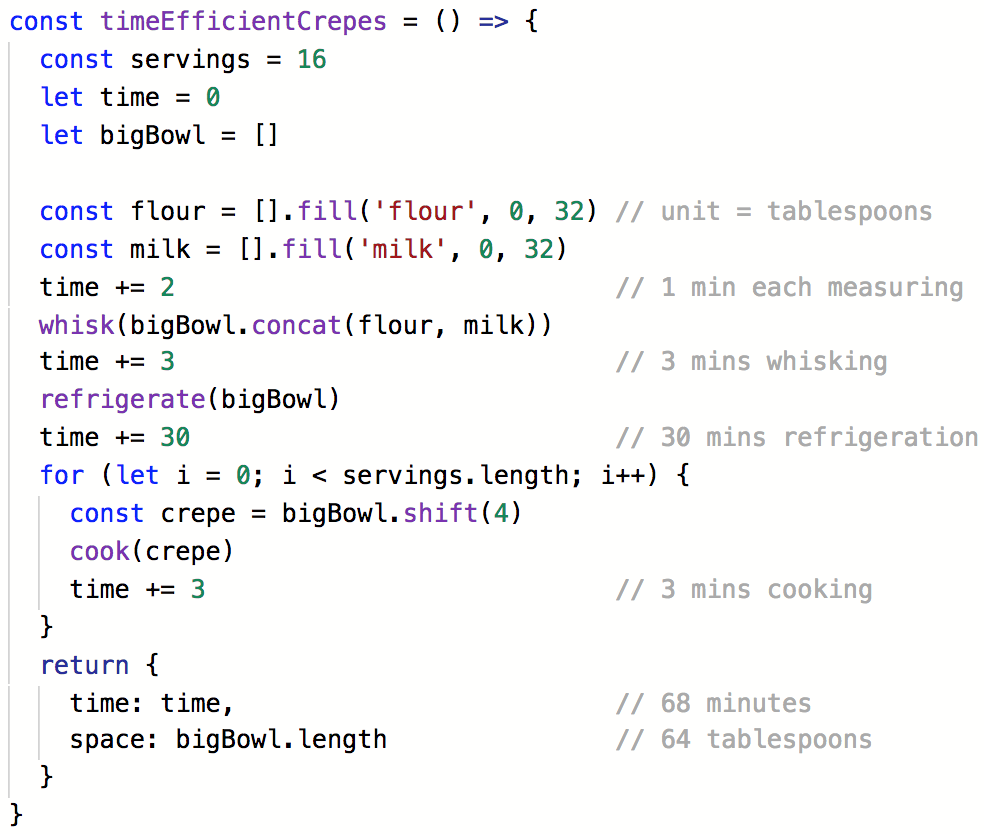 const timeEfficientCrepes = () => {
  const servings = 16
  let time = 0
  let bigBowl = []

  const flour = [].fill('flour', 0, 32) // unit = tablespoons
  const milk = [].fill('milk', 0, 32)
  time += 2                             // 1 min each measuring
  whisk(bigBowl.concat(flour, milk))
  time += 3                             // 3 mins whisking
  refrigerate(bigBowl)
  time += 30                            // 30 mins refrigeration
  for (let i = 0; i < servings.length; i++) {
    const crepe = bigBowl.shift(4)
    cook(crepe)
    time += 3                           // 3 mins cooking
  }
  return {
    time: time,                         // 68 minutes
    space: bigBowl.length               // 64 tablespoons
  }
}